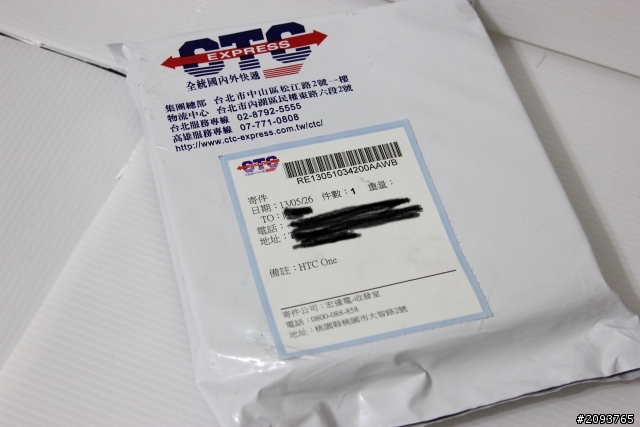 CTC
EXPRESS
全統國內外快遞
集團總部 台北市中山區松江路2號一樓
物流中心 台北市內湖區民權東路六段2號
台北服務專線 02-8792-5555
高雄服務專線 07-771-0808
http://www.ctc-express.com.tw/ctc/
CTC
RE13051034200AAWB
寄件
日期：13/05/26 件數：1 重量：
TO：
電話：
地址：
備註：HTC One
寄件公司：宏達電-收發室
電話：0800-088-858
地址：桃園縣桃園市大智路2號
#2093765